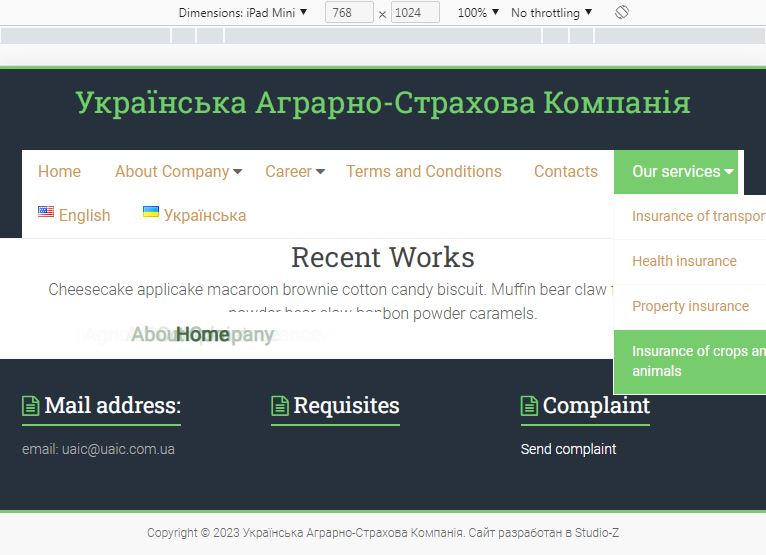 Dimensions: iPad Mini 768 × 1024 100% No throttling
Українська Аграрно-Страхова Компанія
Home About Company Career Terms and Conditions Contacts Our services
English Українська
Insurance of transpor
Health insurance
Property insurance
Insurance of crops an
animals
Recent Works
Cheesecake applicake macaroon brownie cotton candy biscuit. Muffin bear claw
powder bear claw bonbon powder caramels.
About Company
Home
Mail address: Requisites Complaint
email: uaic@uaic.com.ua Send complaint
Copyright © 2023 Українська Аграрно-Страхова Компанія. Сайт разработан в Studio-Z